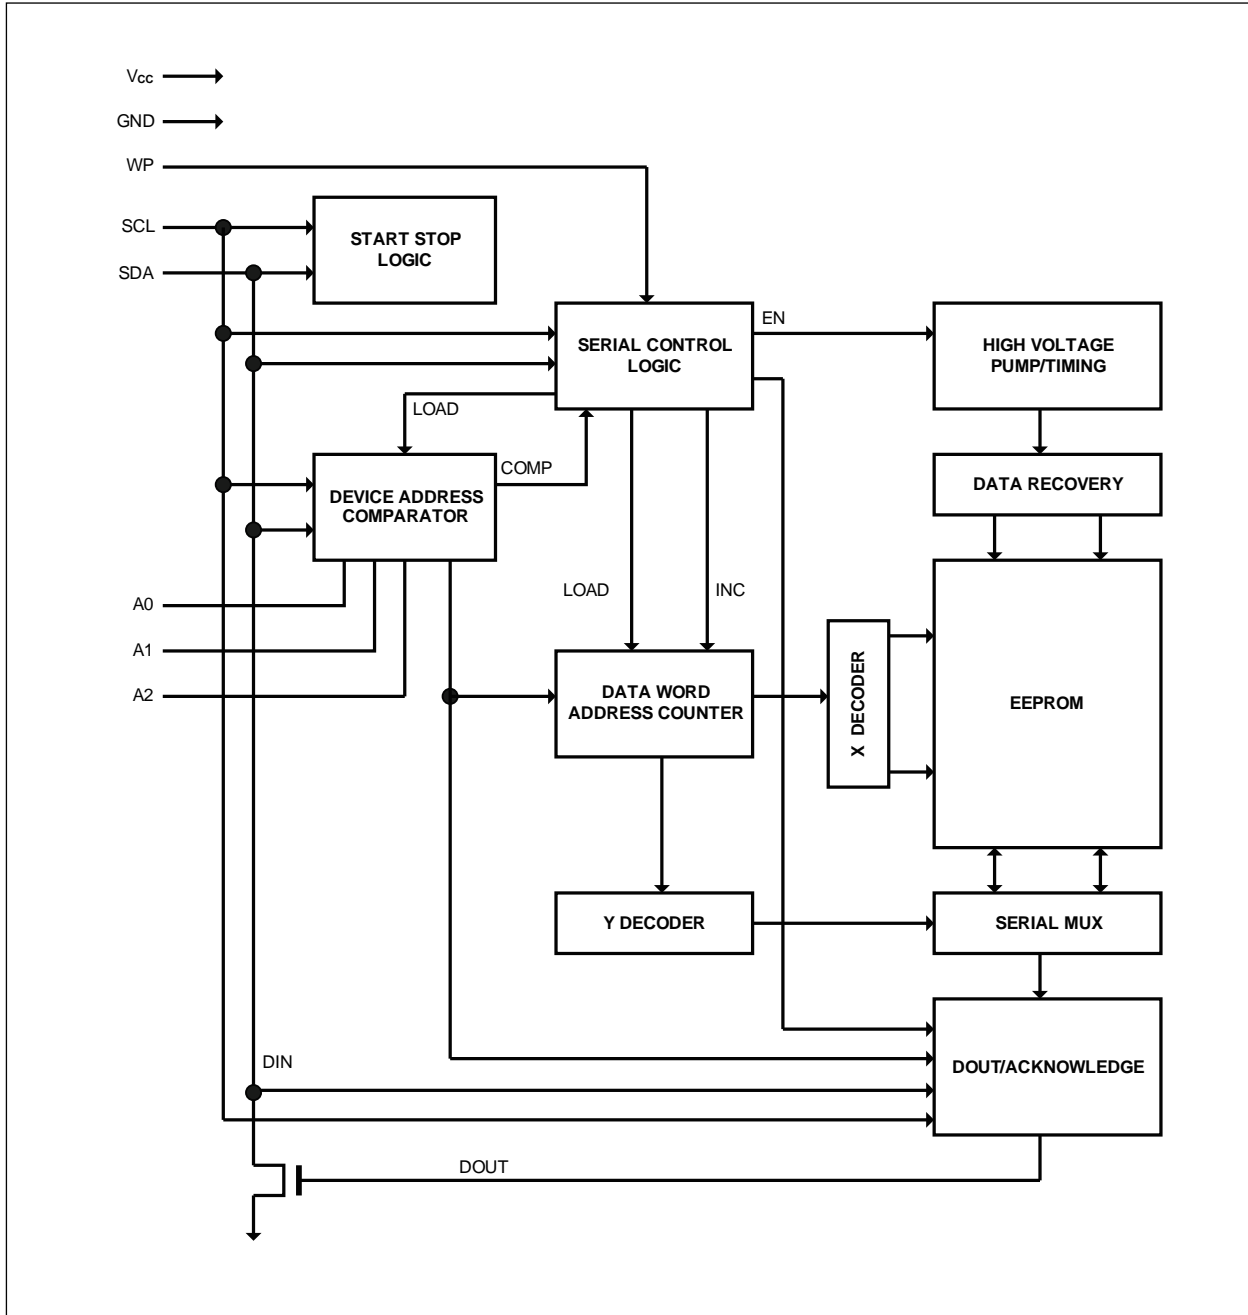 Vcc
GND
WP
SCL
START STOP
LOGIC
SDA
SERIAL CONTROL
LOGIC
EN
HIGH VOLTAGE
PUMP/TIMING
LOAD
COMP
DEVICE ADDRESS
COMPARATOR
DATA RECOVERY
LOAD
INC
A0
A1
A2
DATA WORD
ADDRESS COUNTER
X DECODER
EEPROM
Y DECODER
SERIAL MUX
DIN
DOUT/ACKNOWLEDGE
DOUT